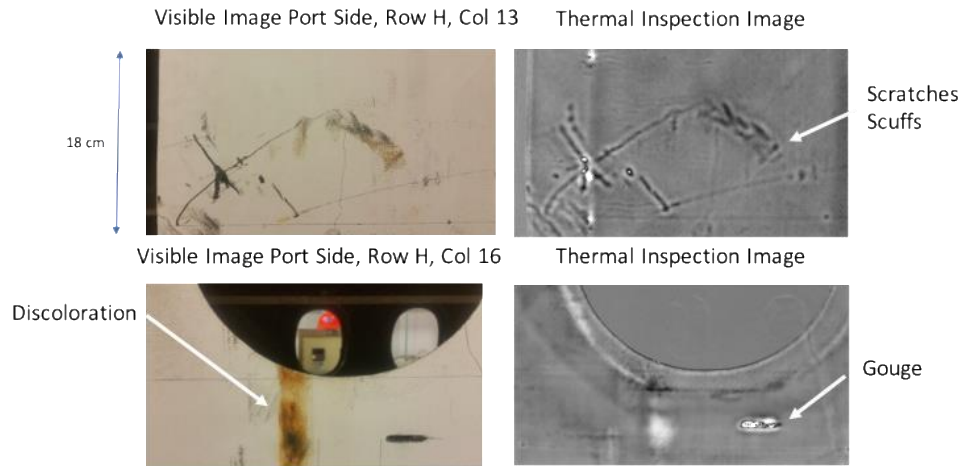 Visible Image Port Side, Row H, Col 13
Thermal Inspection Image
18 cm
Scratches
Scuffs
Visible Image Port Side, Row H, Col 16
Thermal Inspection Image
Discoloration
Gouge